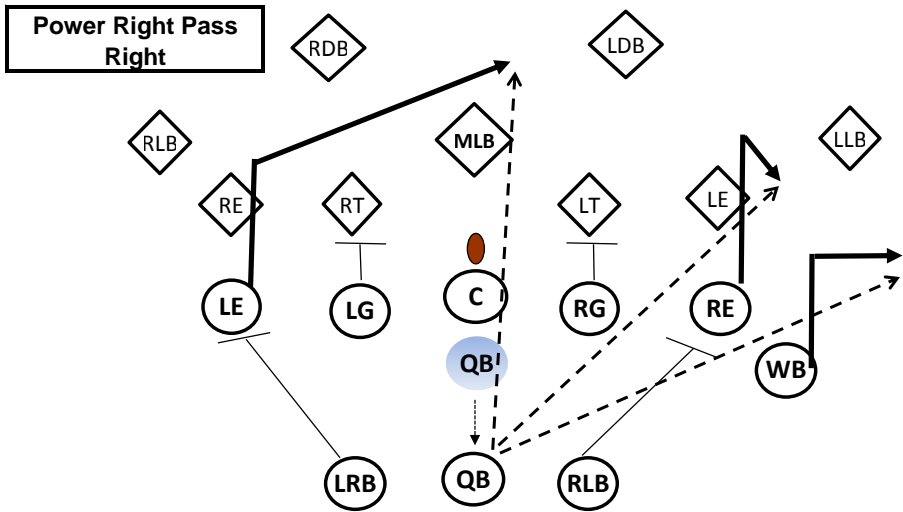 Power Right Pass
Right
RDB
LDB
RLB
MLB
LLB
RE
RT
LT
LE
LE
LG
C
RG
RE
QB
WB
LRB
QB
RLB